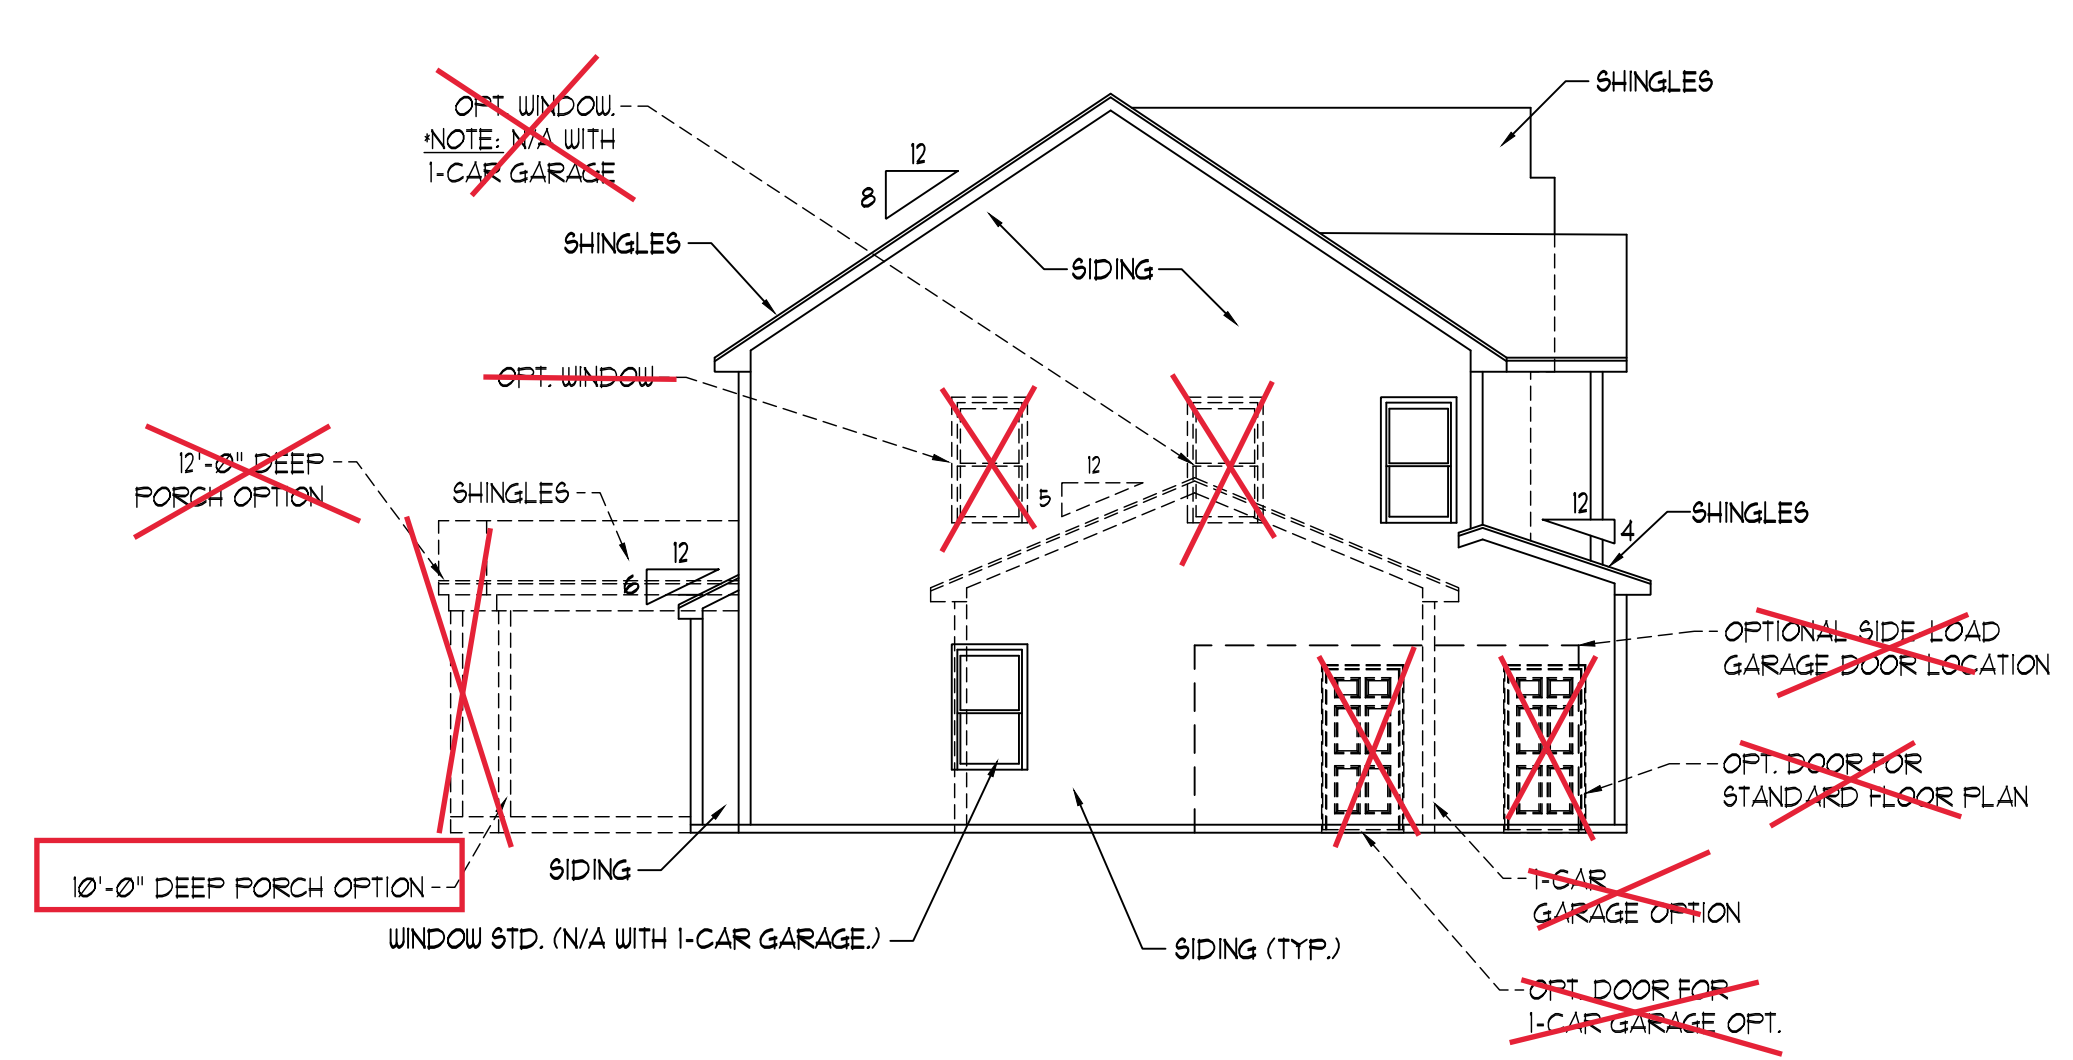 SHINGLES
OPT. WINDOW.
*NOTE: N/A WITH
1-CAR GARAGE
12
8
SHINGLES
SIDING
OPT. WINDOW
12'-0" DEEP
PORCH OPTION
SHINGLES
12
5
12
4
SHINGLES
12
6
OPTIONAL SIDE LOAD
GARAGE DOOR LOCATION
OPT. DOOR FOR
STANDARD FLOOR PLAN
SIDING
10'-0" DEEP PORCH OPTION
1-CAR
GARAGE OPTION
WINDOW STD. (N/A WITH 1-CAR GARAGE.)
SIDING (TYP.)
OPT. DOOR FOR
1-CAR GARAGE OPT.